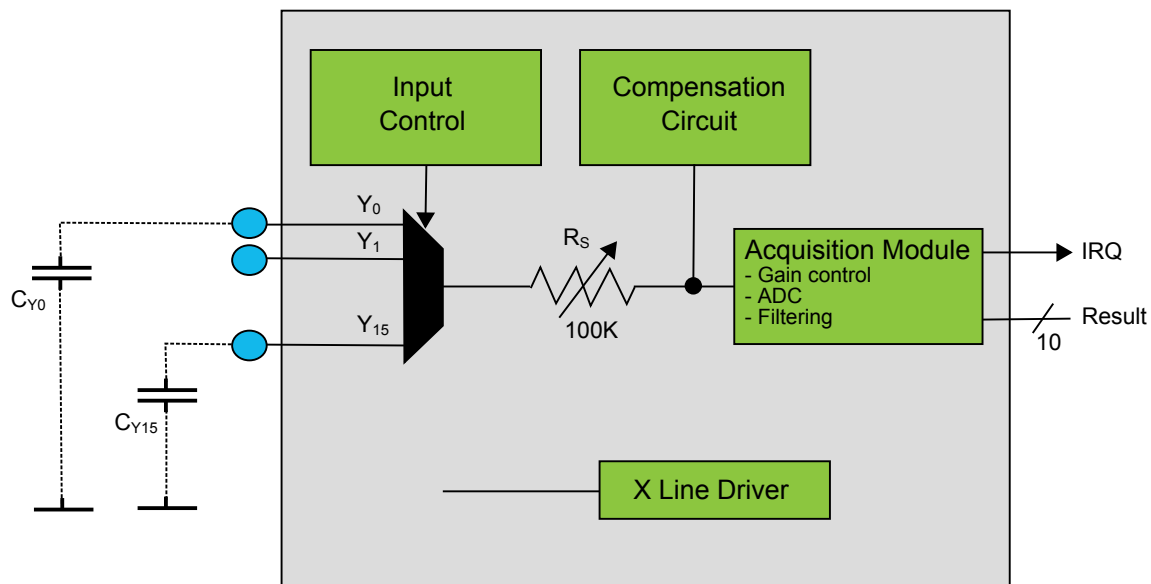 Input
Control
Compensation
Circuit
Y0
Y1
RS
Acquisition Module
- Gain control
- ADC
- Filtering
IRQ
CY0
Y15
100K
Result
10
CY15
X Line Driver